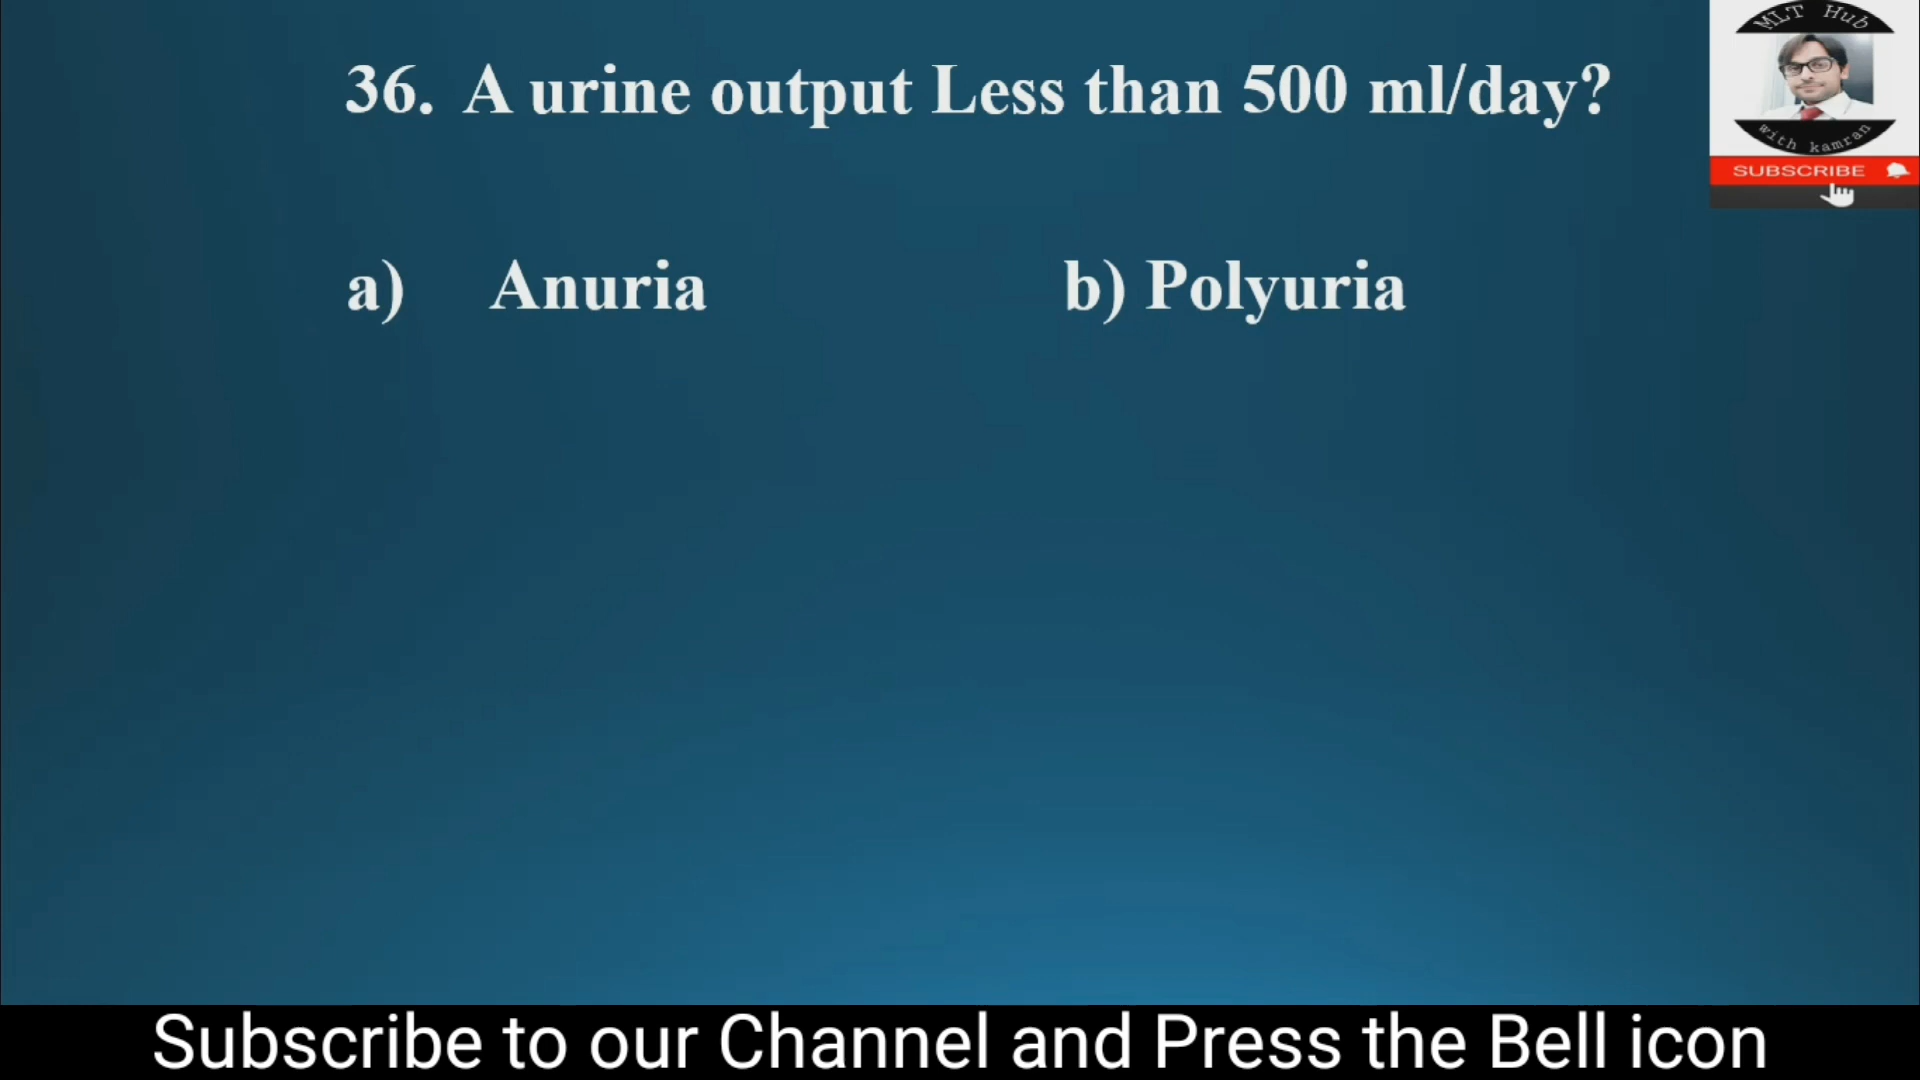 MLT Hub
with kamran
SUBSCRIBE
36. A urine output Less than 500 ml/day?
a) Anuria b) Polyuria
Subscribe to our Channel and Press the Bell icon